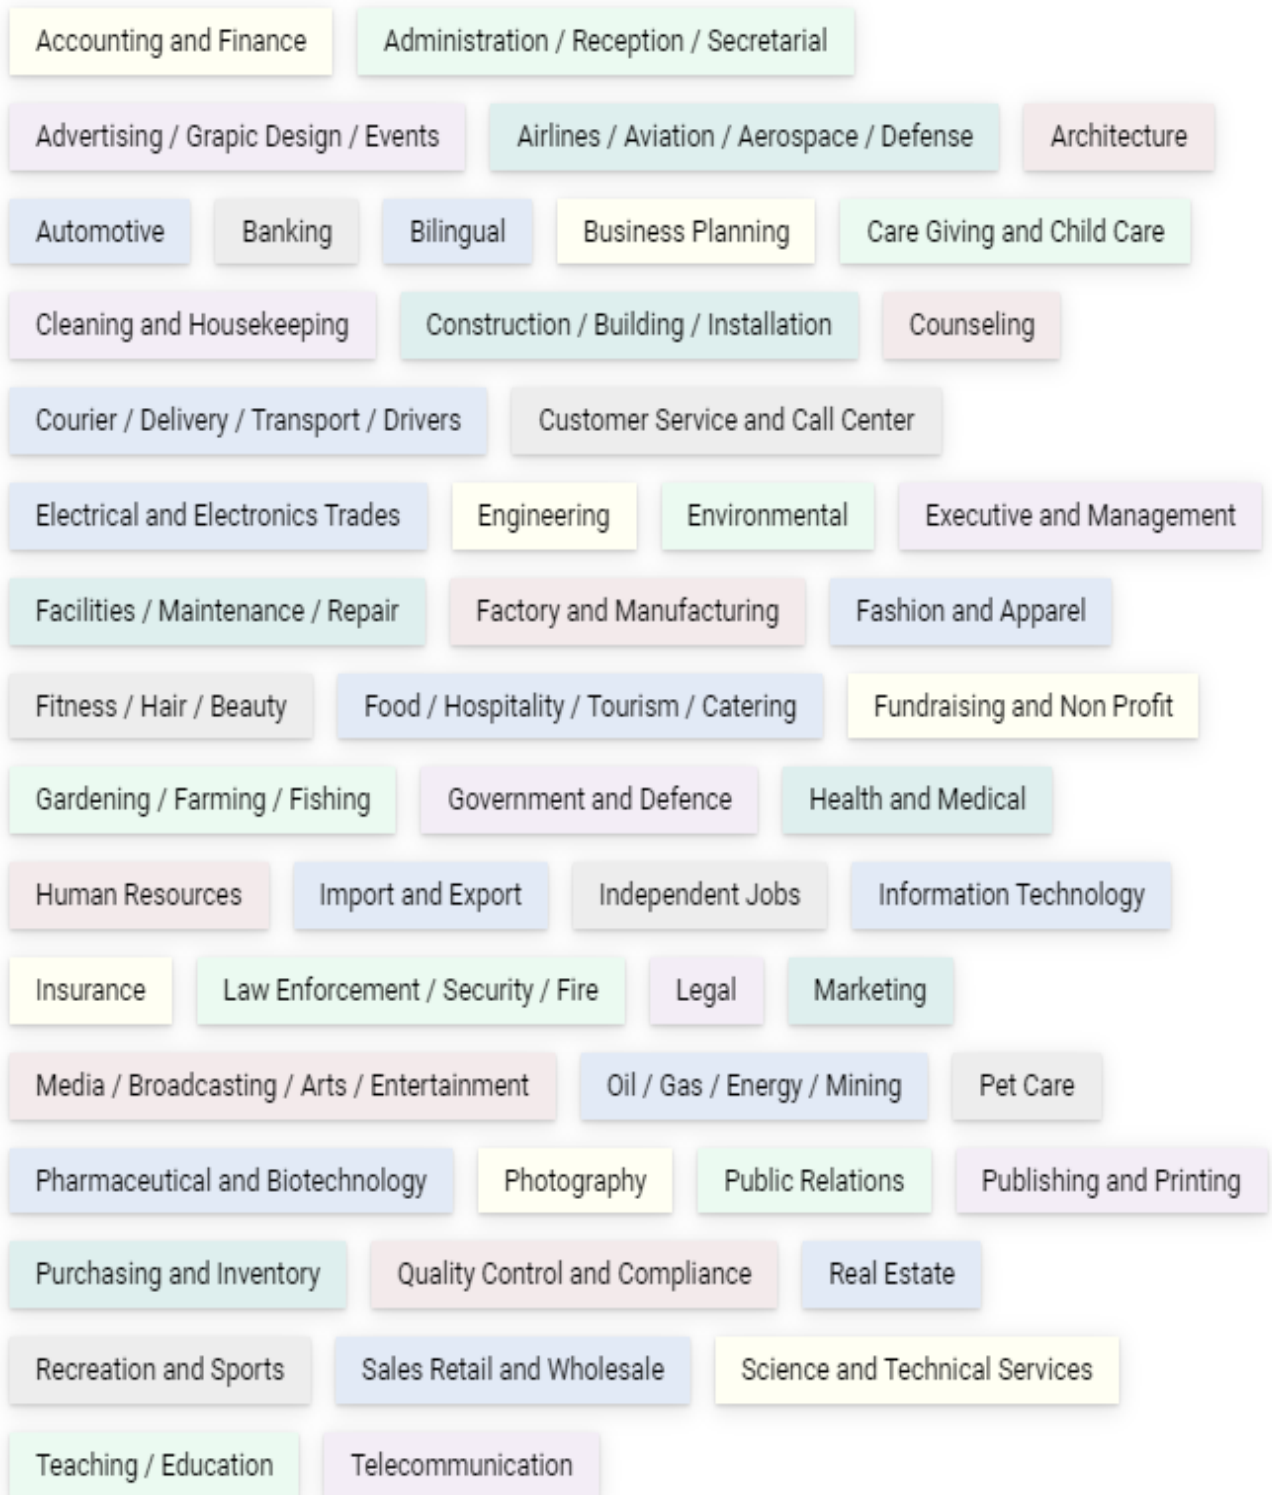 Accounting and Finance Administration / Reception / Secretarial
Advertising / Grapic Design / Events Airlines / Aviation / Aerospace / Defense Architecture
Automotive Banking Bilingual Business Planning Care Giving and Child Care
Cleaning and Housekeeping Construction / Building / Installation Counseling
Courier / Delivery / Transport / Drivers Customer Service and Call Center
Electrical and Electronics Trades Engineering Environmental Executive and Management
Facilities / Maintenance / Repair Factory and Manufacturing Fashion and Apparel
Fitness / Hair / Beauty Food / Hospitality / Tourism / Catering Fundraising and Non Profit
Gardening / Farming / Fishing Government and Defence Health and Medical
Human Resources Import and Export Independent Jobs Information Technology
Insurance Law Enforcement / Security / Fire Legal Marketing
Media / Broadcasting / Arts / Entertainment Oil / Gas / Energy / Mining Pet Care
Pharmaceutical and Biotechnology Photography Public Relations Publishing and Printing
Purchasing and Inventory Quality Control and Compliance Real Estate
Recreation and Sports Sales Retail and Wholesale Science and Technical Services
Teaching / Education Telecommunication